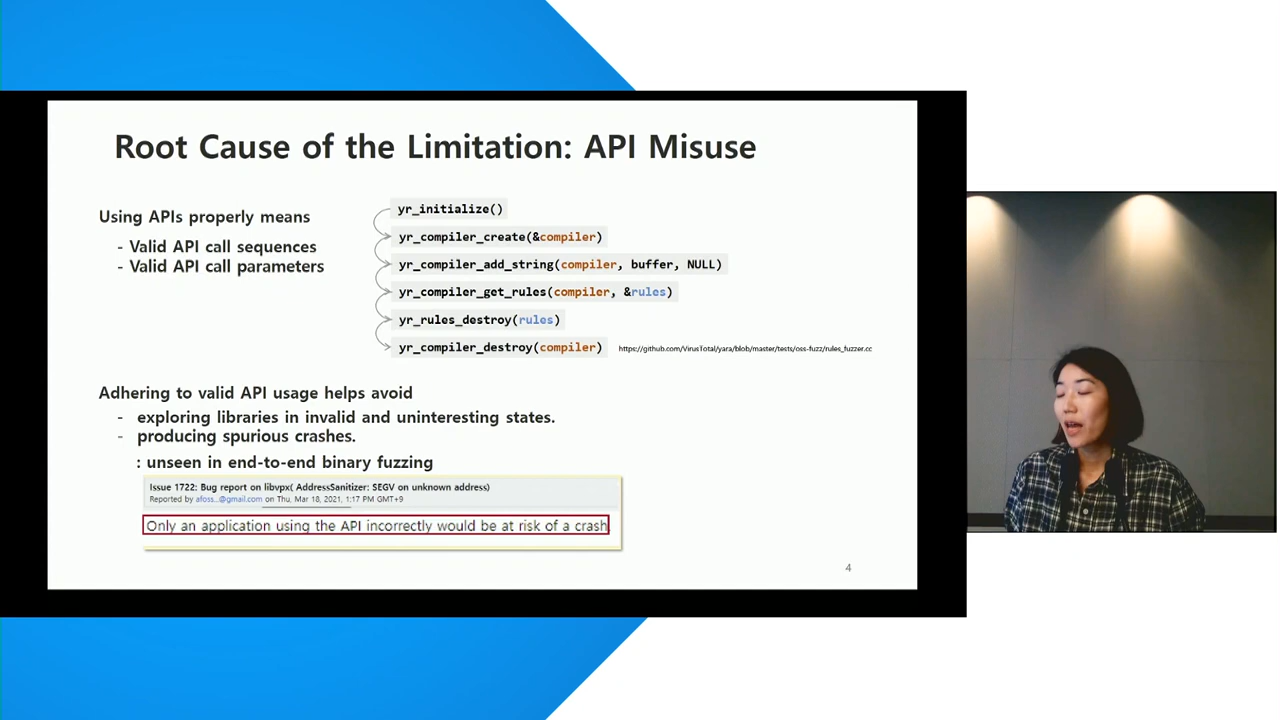 Root Cause of the Limitation: API Misuse
Using APIs properly means
- Valid API call sequences
- Valid API call parameters
yr_initialize()
yr_compiler_create(&compiler)
yr_compiler_add_string(compiler, buffer, NULL)
yr_compiler_get_rules(compiler, &rules)
yr_rules_destroy(rules)
yr_compiler_destroy(compiler)
https://github.com/VirusTotal/yara/blob/master/tests/oss-fuzz/rules_fuzzer.cc
Adhering to valid API usage helps avoid
- exploring libraries in invalid and uninteresting states.
- producing spurious crashes.
: unseen in end-to-end binary fuzzing
Issue 1722: Bug report on libvpx( AddressSanitizer: SEGV on unknown address)
Reported by afoss...@gmail.com on Thu, Mar 18, 2021, 1:17 PM GMT+9
Only an application using the API incorrectly would be at risk of a crash
4